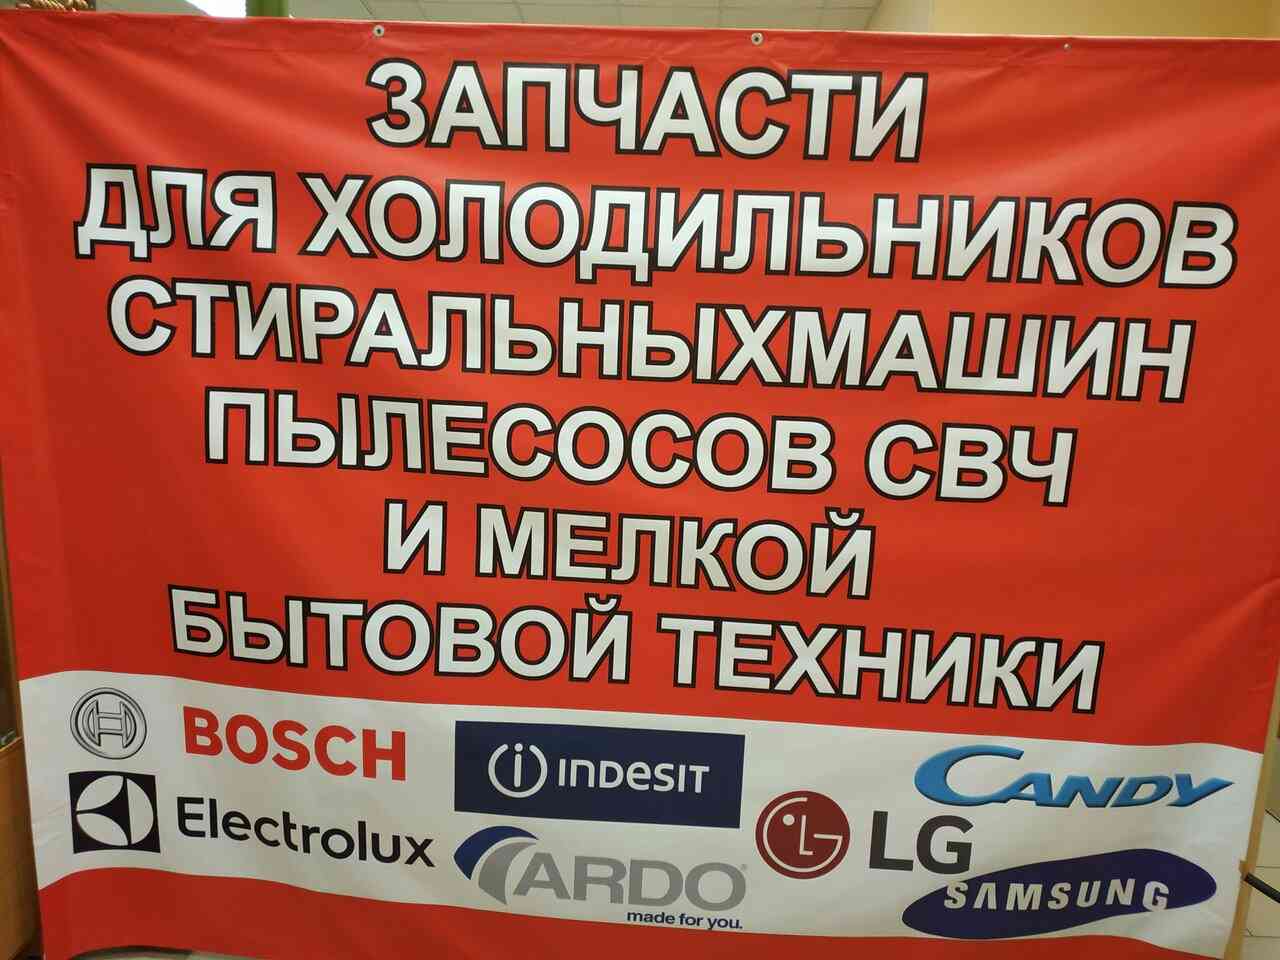 ЗАПЧАСТИ
ДЛЯ ХОЛОДИЛЬНИКОВ
СТИРАЛЬНЫХМАШИН
ПЫЛЕСОСОВ СВЧ
И МЕЛКОЙ
БЫТОВОЙ ТЕХНИКИ
BOSCH
INDESIT
CANDY
Electrolux
ARDO
made for you.
LG
SAMSUNG